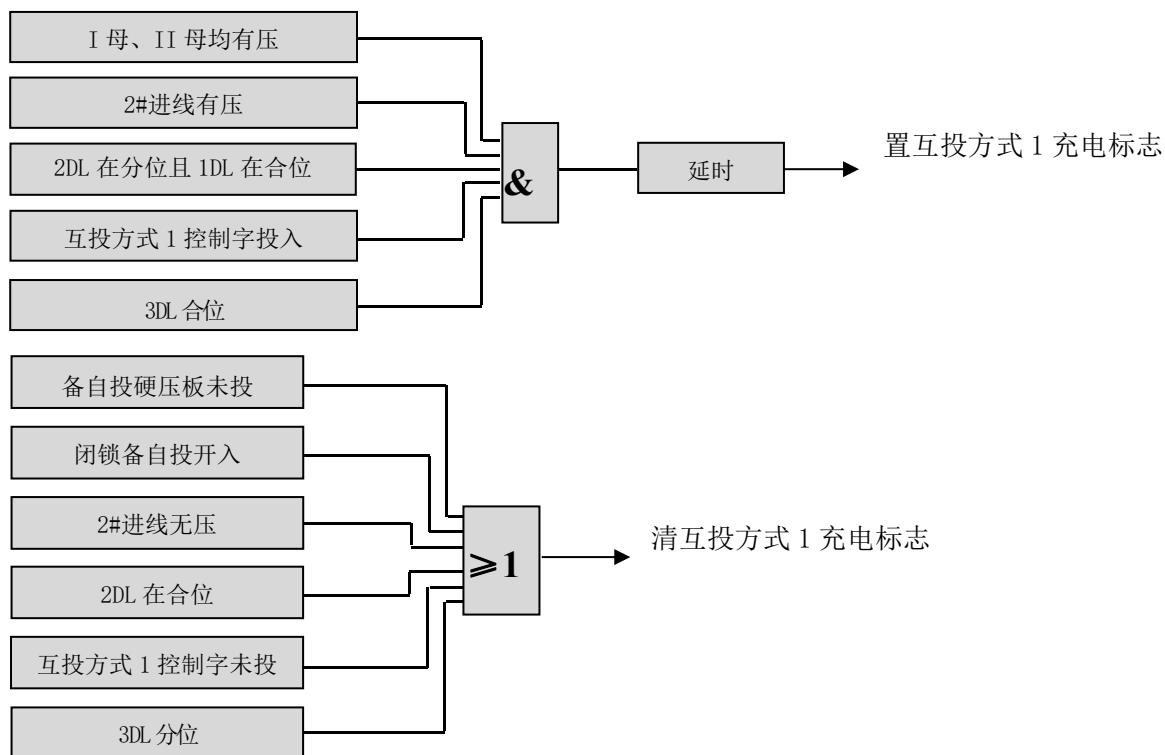 I 母、II 母均有压
2#进线有压
2DL 在分位且 1DL 在合位
互投方式 1 控制字投入
3DL 合位
&
延时
置互投方式 1 充电标志
备自投硬压板未投
闭锁备自投开入
2#进线无压
2DL 在合位
互投方式 1 控制字未投
3DL 分位
≥1
清互投方式 1 充电标志